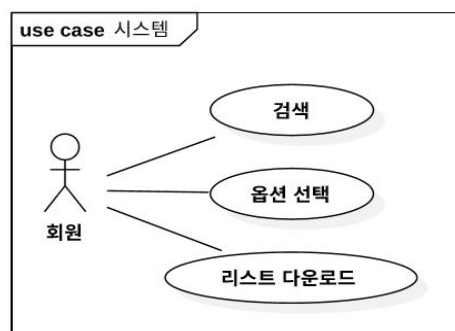 use case 시스템
검색
옵션 선택
회원
리스트 다운로드